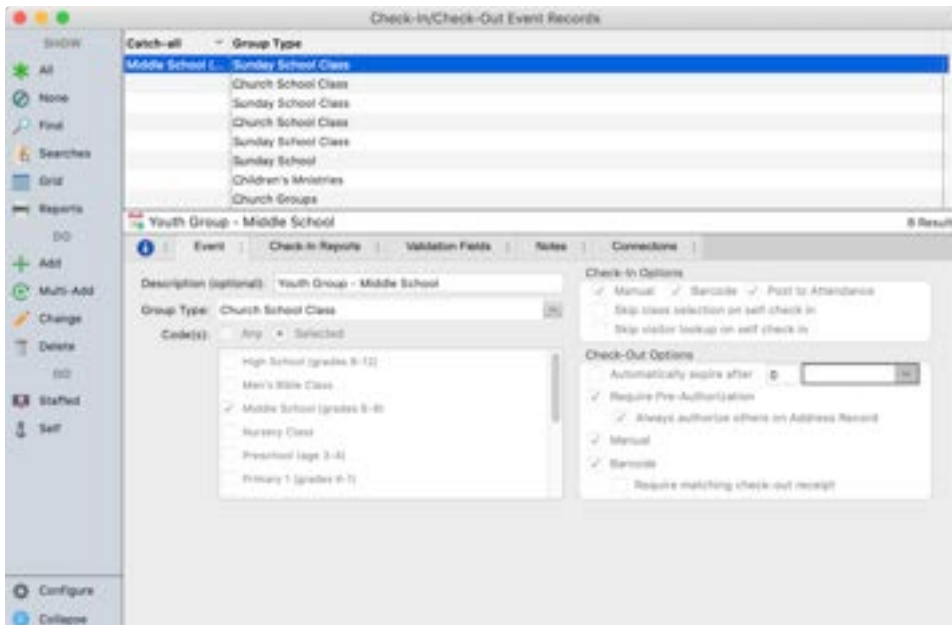 Check-In/Check-Out Event Records
SHOW
All
None
Find
Searches
Grid
Reports
DO
Add
Multi-Add
Change
Delete
GO
Staffed
Self
Configure
Collapse
Catch-all Group Type
Middle School (... Sunday School Class
Church School Class
Sunday School Class
Church School Class
Sunday School Class
Sunday School
Children's Ministries
Church Groups
Youth Group - Middle School 8 Result
Event Check-In Reports Validation Fields Notes Connections
Description (optional): Youth Group - Middle School
Group Type: Church School Class
Code(s): Any Selected
High School (grades 9-12)
Men's Bible Class
Middle School (grades 6-8)
Nursery Class
Preschool (age 3-4)
Primary 1 (grades K-1)
Check-In Options
Manual Barcode Post to Attendance
Skip class selection on self check in
Skip visitor lookup on self check in
Check-Out Options
Automatically expire after 0
Require Pre-Authorization
Always authorize others on Address Record
Manual
Barcode
Require matching check-out receipt